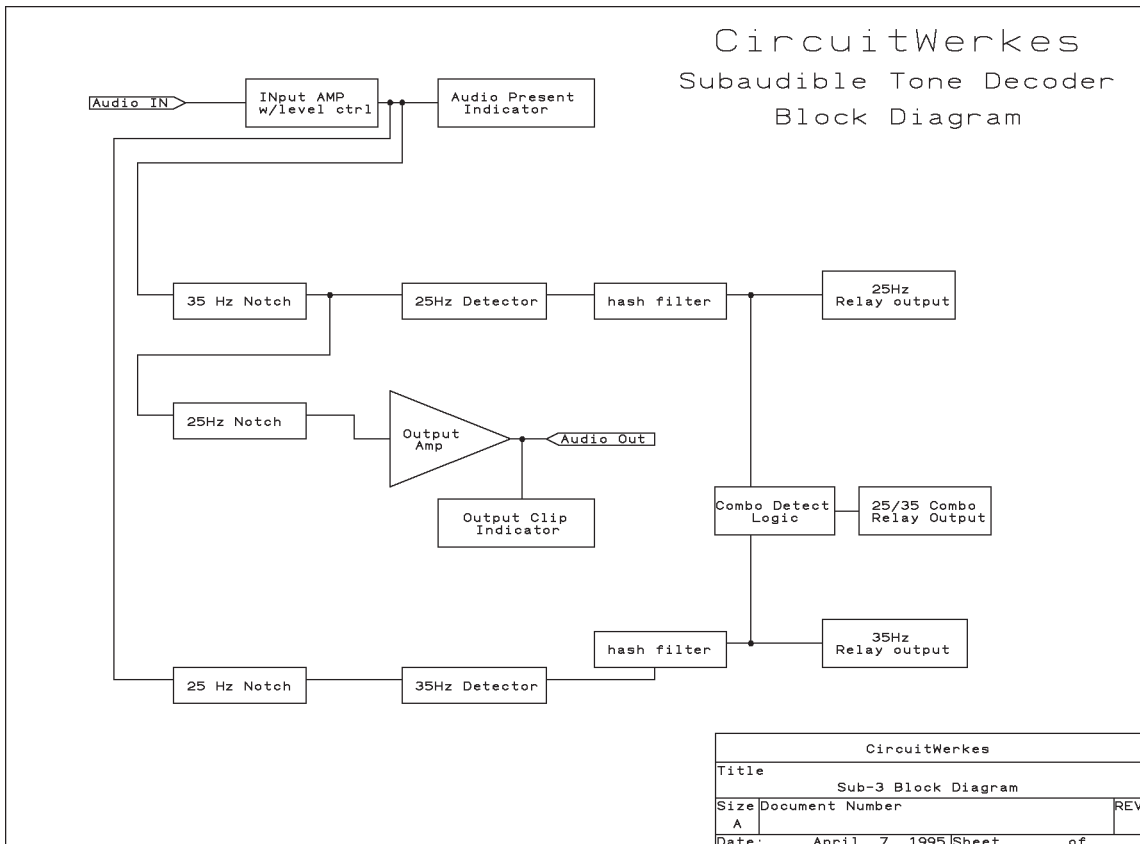 CircuitWerkes
Subaudible Tone Decoder
Block Diagram
Audio IN
INput AMP
w/level ctrl
Audio Present
Indicator
35 Hz Notch
25Hz Detector
hash filter
25Hz
Relay output
25Hz Notch
Output
Amp
Audio Out
Output Clip
Indicator
Combo Detect
Logic
25/35 Combo
Relay Output
hash filter
35Hz
Relay output
25 Hz Notch
35Hz Detector
CircuitWerkes
Title
Sub-3 Block Diagram
Size Document Number REV
A
Date: April 7, 1995 Sheet of